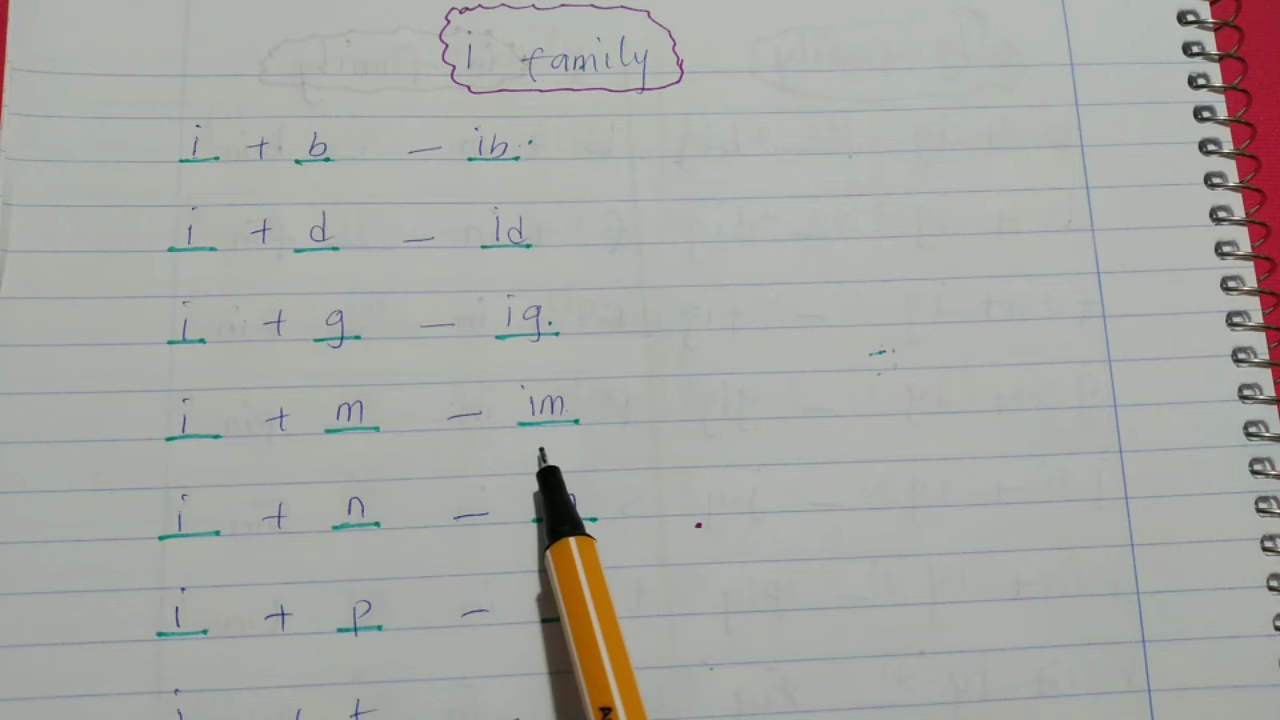 i family
i + b - ib.
i + d - id
i + g - ig.
i + m - im
i + n -
i + p -
i + t